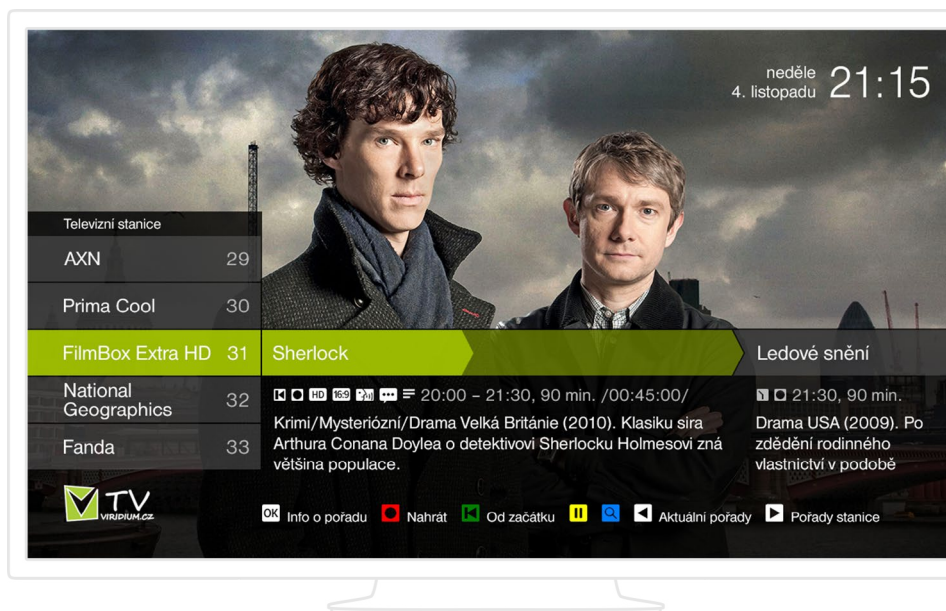 neděle
4. listopadu
21:15
Televizní stanice
AXN 29
Prima Cool 30
FilmBox Extra HD 31
Sherlock
Ledové snění
National
Geographics 32
Fanda 33
HD 16:9 20:00 – 21:30, 90 min. /00:45:00/
Krimi/Mysteriózní/Drama Velká Británie (2010). Klasiku sira
Arthura Conana Doylea o detektivovi Sherlocku Holmesovi zná
většina populace.
21:30, 90 min.
Drama USA (2009). Po
zdědění rodinného
vlastnictví v podobě
TV
VIRIDIUM.CZ
OK Info o pořadu Nahrát Od začátku Aktuální pořady Pořady stanice